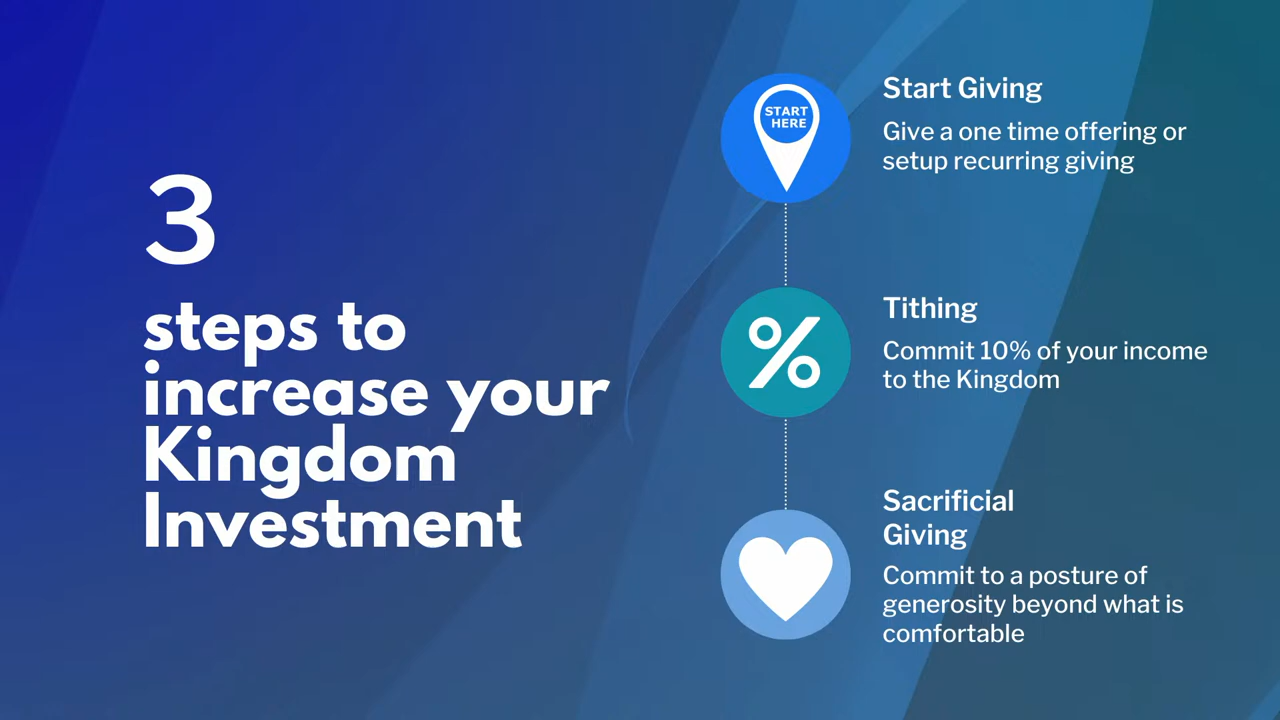 3
steps to
increase your
Kingdom
Investment
START
HERE
Start Giving
Give a one time offering or
setup recurring giving
%
Tithing
Commit 10% of your income
to the Kingdom
Sacrificial
Giving
Commit to a posture of
generosity beyond what is
comfortable